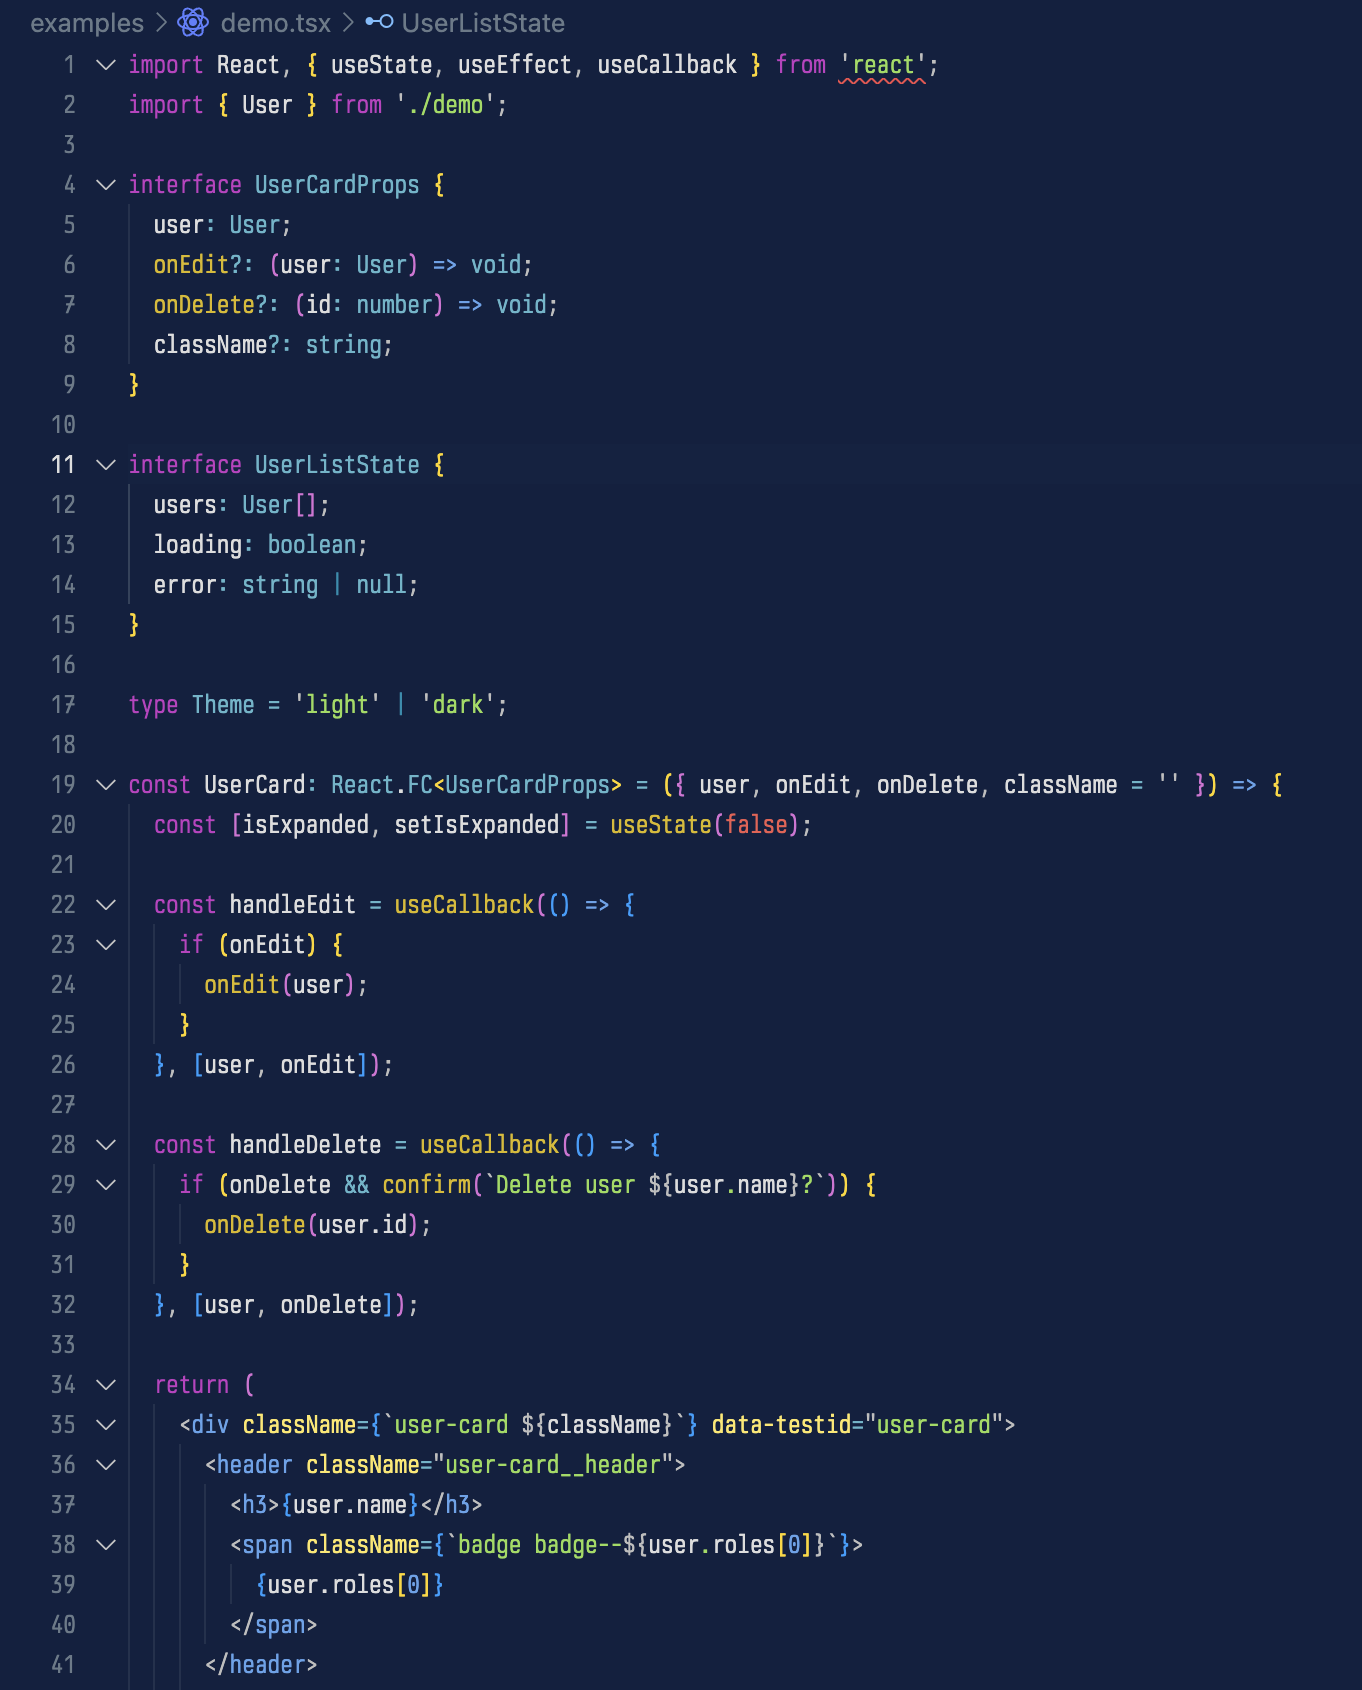 examples > demo.tsx > UserListState
1 import React, { useState, useEffect, useCallback } from 'react';
2 import { User } from './demo';
3
4 interface UserCardProps {
5   user: User;
6   onEdit?: (user: User) => void;
7   onDelete?: (id: number) => void;
8   className?: string;
9 }
10
11 interface UserListState {
12   users: User[];
13   loading: boolean;
14   error: string | null;
15 }
16
17 type Theme = 'light' | 'dark';
18
19 const UserCard: React.FC<UserCardProps> = ({ user, onEdit, onDelete, className = '' }) => {
20   const [isExpanded, setIsExpanded] = useState(false);
21
22   const handleEdit = useCallback(() => {
23     if (onEdit) {
24       onEdit(user);
25     }
26   }, [user, onEdit]);
27
28   const handleDelete = useCallback(() => {
29     if (onDelete && confirm(`Delete user ${user.name}?`)) {
30       onDelete(user.id);
31     }
32   }, [user, onDelete]);
33
34   return (
35     <div className={`user-card ${className}`} data-testid="user-card">
36       <header className="user-card__header">
37         <h3>{user.name}</h3>
38         <span className={`badge badge--${user.roles[0]}`}>
39           {user.roles[0]}
40         </span>
41       </header>